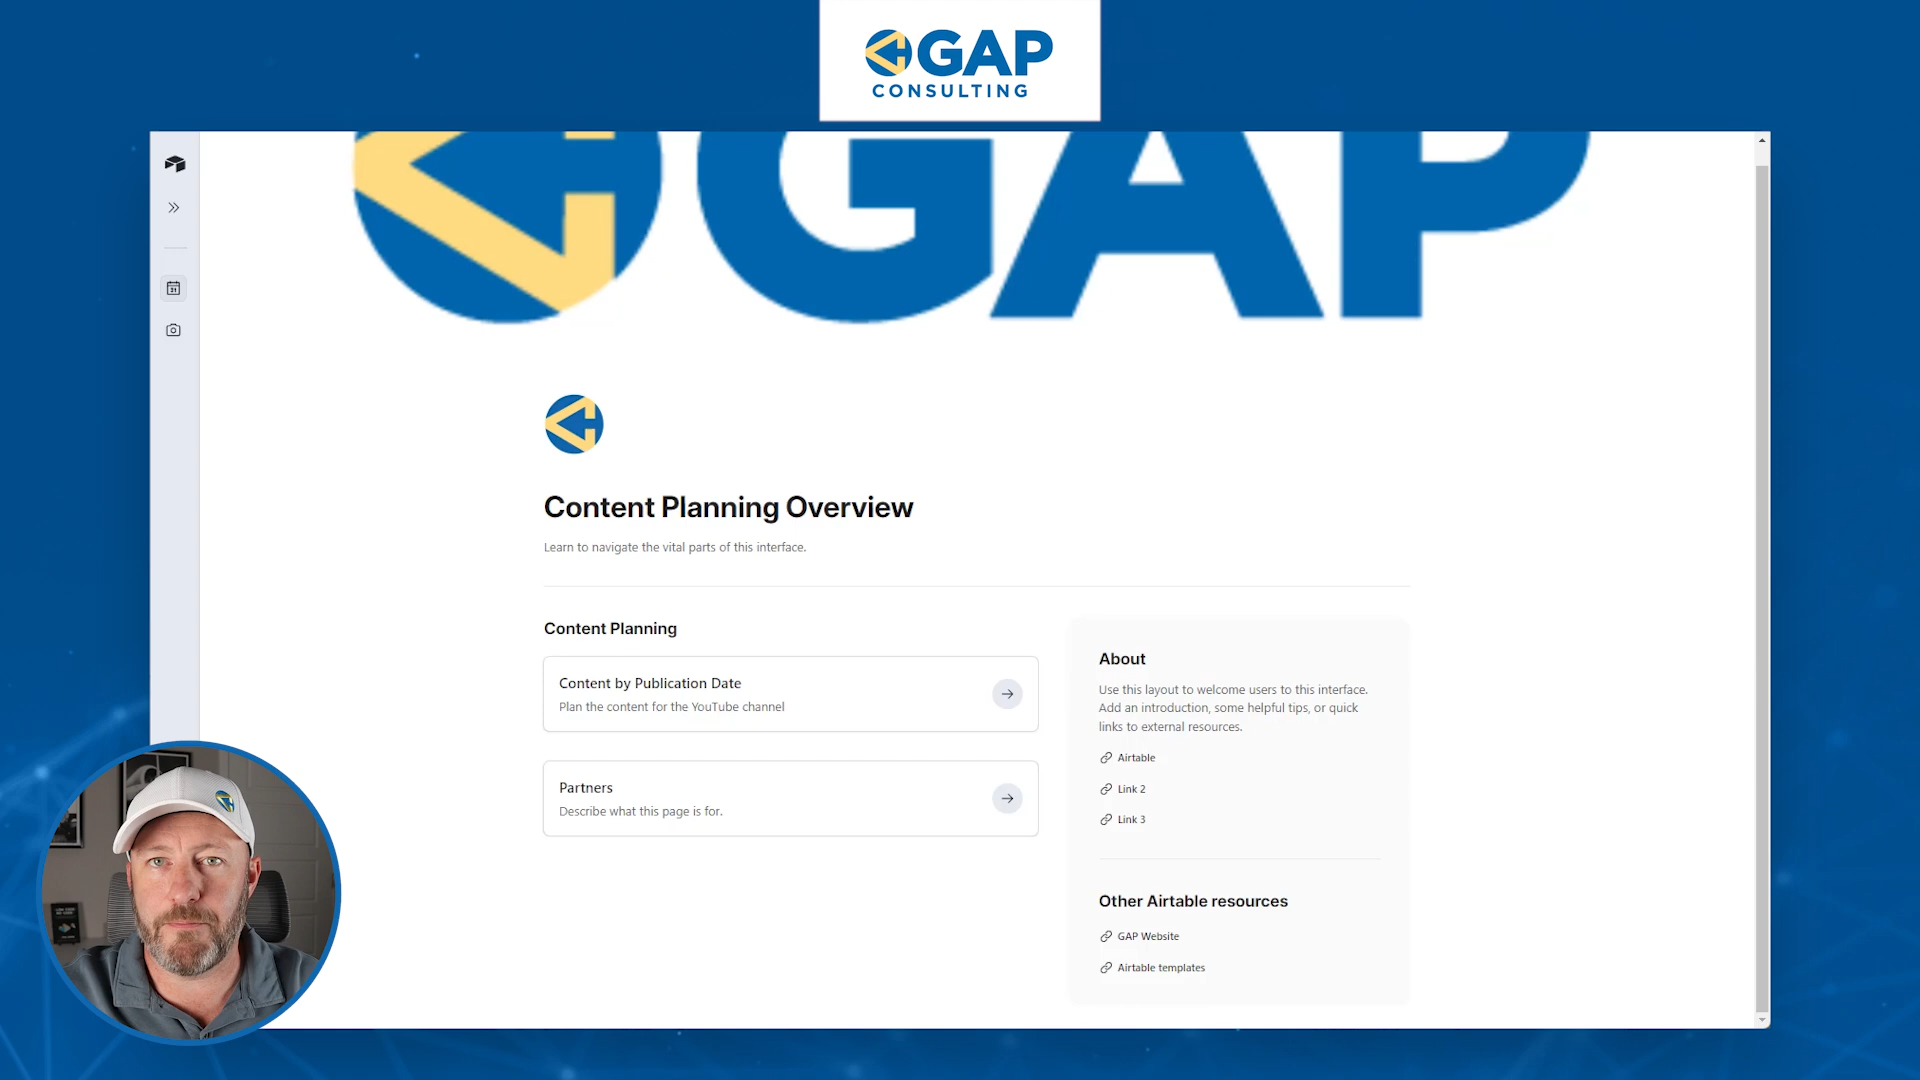 GAP
CONSULTING
GAP
Content Planning Overview
Learn to navigate the vital parts of this interface.
Content Planning
Content by Publication Date
Plan the content for the YouTube channel
Partners
Describe what this page is for.
About
Use this layout to welcome users to this interface.
Add an introduction, some helpful tips, or quick
links to external resources.
Airtable
Link 2
Link 3
Other Airtable resources
GAP Website
Airtable templates